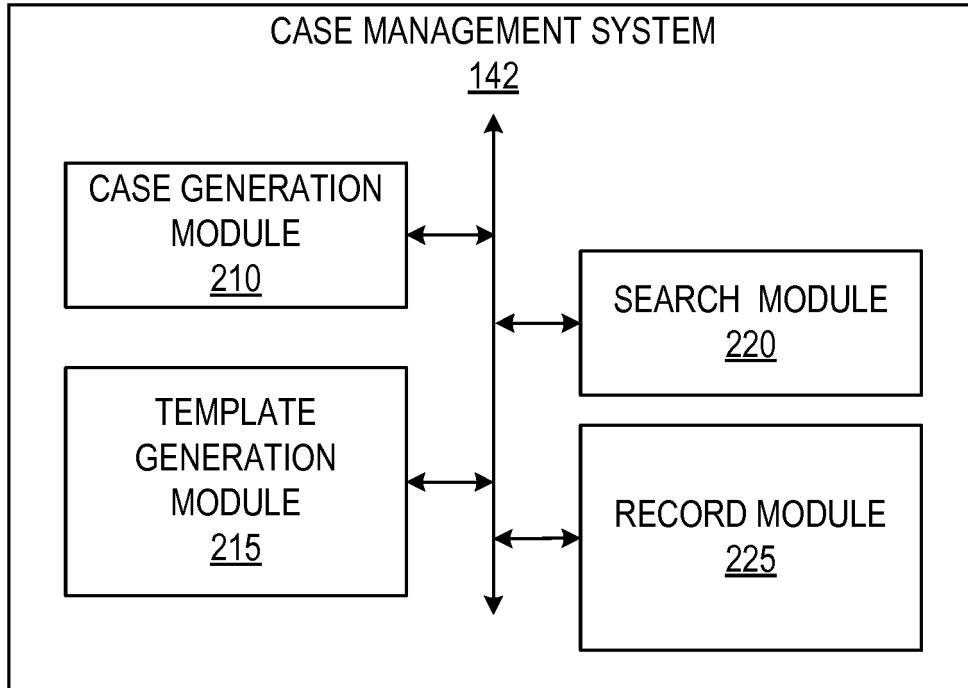 CASE MANAGEMENT SYSTEM
142
CASE GENERATION
MODULE
210
SEARCH MODULE
220
TEMPLATE
GENERATION
MODULE
215
RECORD MODULE
225